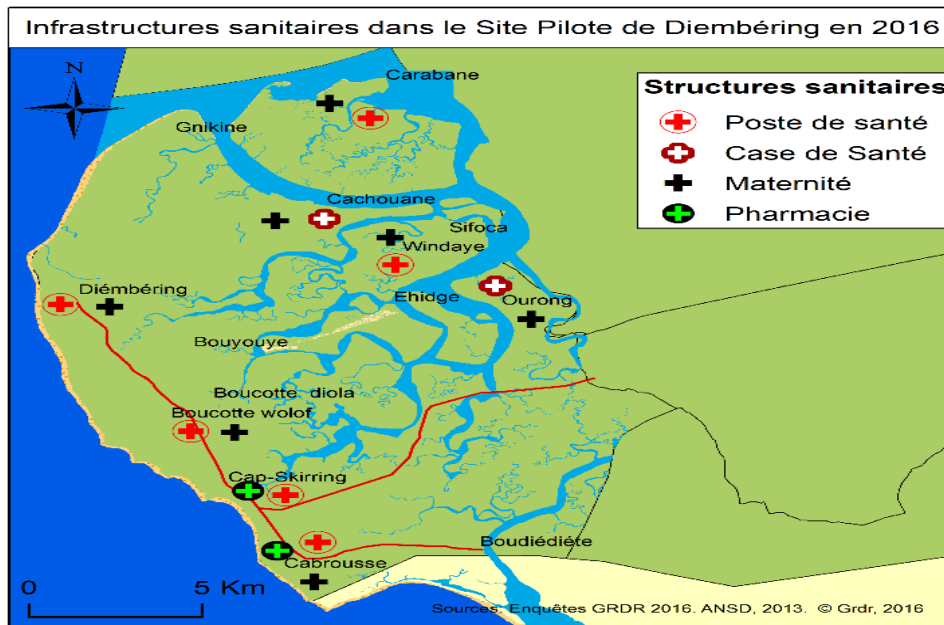 Infrastructures sanitaires dans le Site Pilote de Diembéring en 2016
N
Carabane
Structures sanitaires
Poste de santé
Case de Santé
Maternité
Pharmacie
Gnikine
Cachouane
Sifoca
Windaye
Diémbéring
Ehidge
Ourong
Bouyouye
Boucotte diola
Boucotte wolof
Cap-Skirring
Boudiédiéte
Cabrousse
0 5 Km
Sources: Enquêtes GRDR 2016. ANSD, 2013. © Grdr, 2016